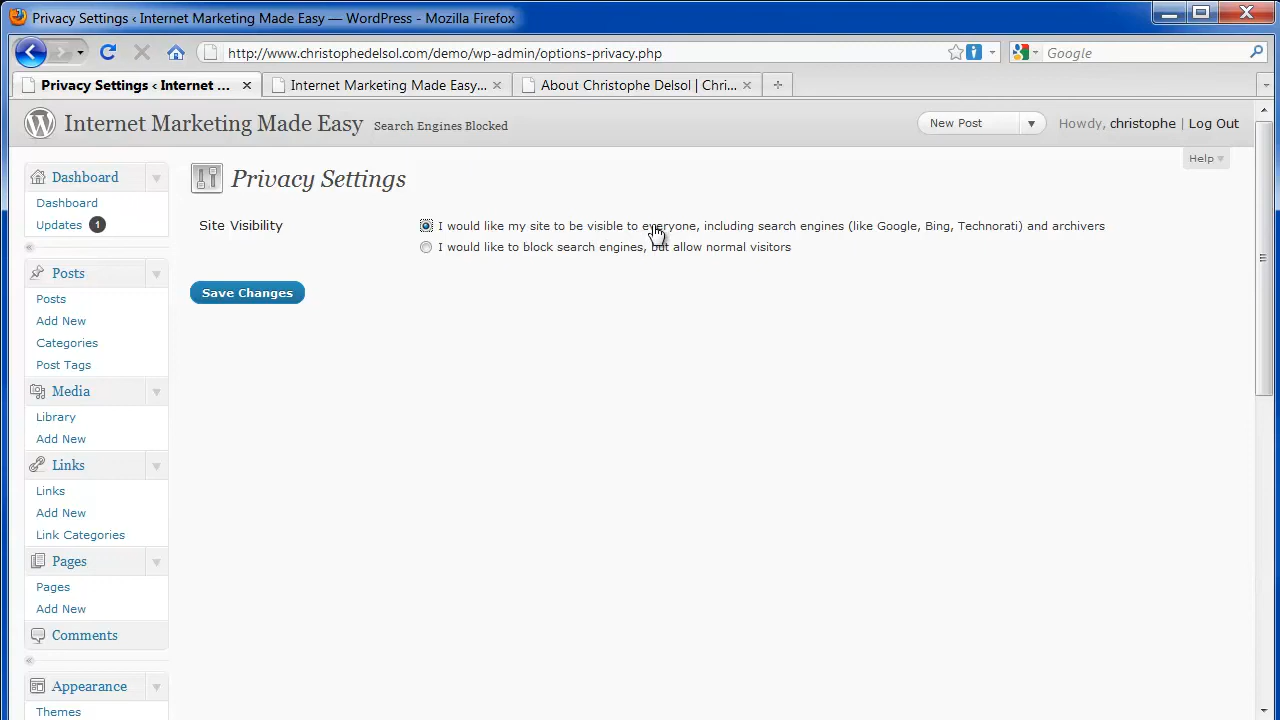 Privacy Settings ‹ Internet Marketing Made Easy — WordPress - Mozilla Firefox
http://www.christophedelsol.com/demo/wp-admin/options-privacy.php
Google
Privacy Settings ‹ Internet ...
Internet Marketing Made Easy...
About Christophe Delsol | Chri...
Internet Marketing Made Easy
Search Engines Blocked
New Post
Howdy, christophe | Log Out
Help
Dashboard
Dashboard
Updates 1
Posts
Posts
Add New
Categories
Post Tags
Media
Library
Add New
Links
Links
Add New
Link Categories
Pages
Pages
Add New
Comments
Appearance
Themes
Privacy Settings
Site Visibility
I would like my site to be visible to everyone, including search engines (like Google, Bing, Technorati) and archivers
I would like to block search engines, but allow normal visitors
Save Changes